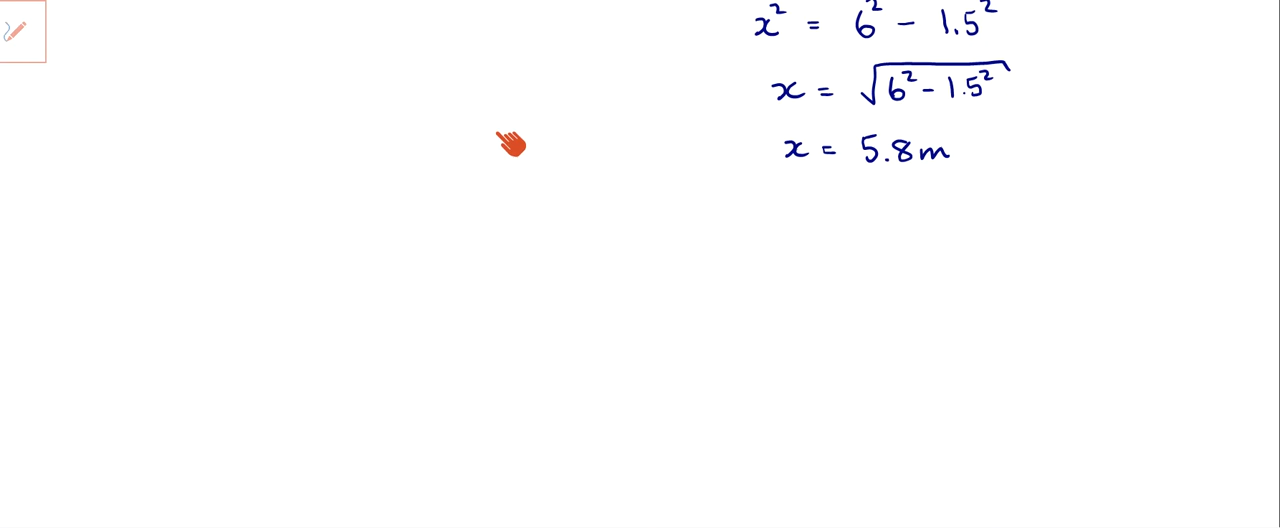 x² = 6² - 1.5²
x = √(6² - 1.5²)
x = 5.8m